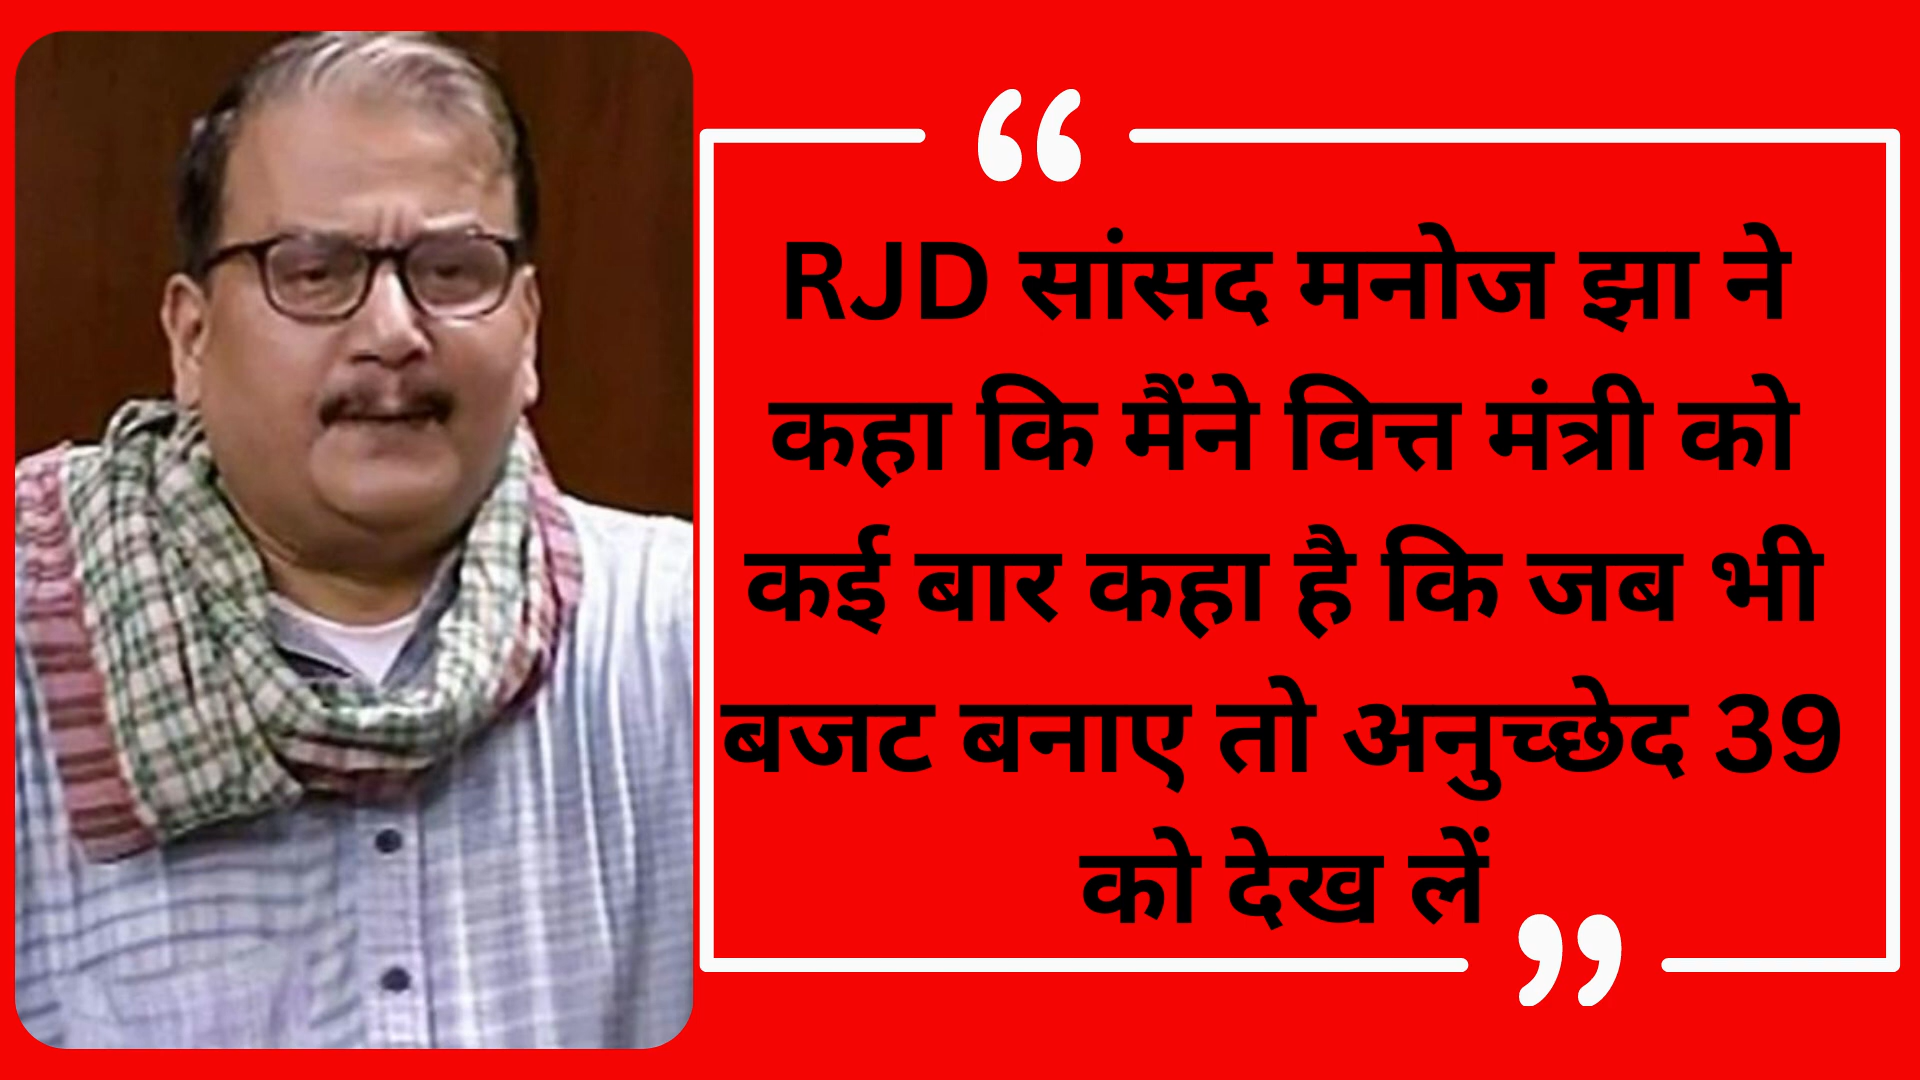 RJD सांसद मनोज झा ने
कहा कि मैंने वित्त मंत्री को
कई बार कहा है कि जब भी
बजट बनाए तो अनुच्छेद 39
को देख लें